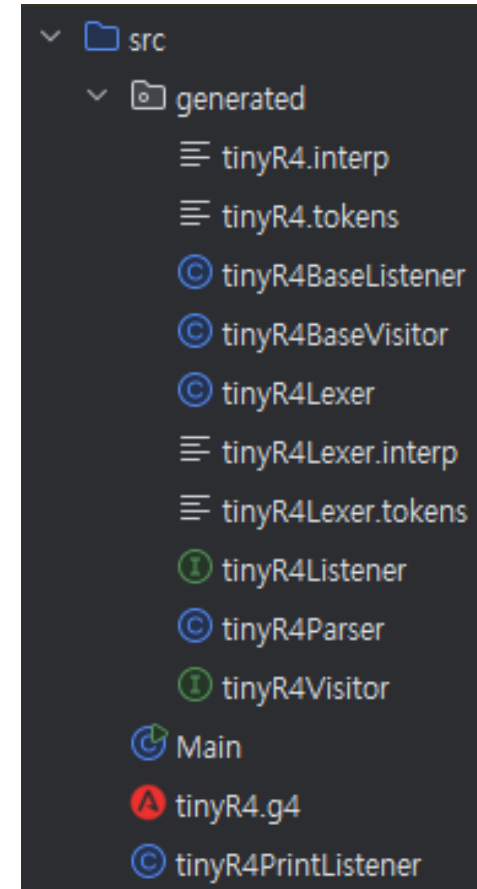 src
generated
tinyR4.interp
tinyR4.tokens
tinyR4BaseListener
tinyR4BaseVisitor
tinyR4Lexer
tinyR4Lexer.interp
tinyR4Lexer.tokens
tinyR4Listener
tinyR4Parser
tinyR4Visitor
Main
tinyR4.g4
tinyR4PrintListener